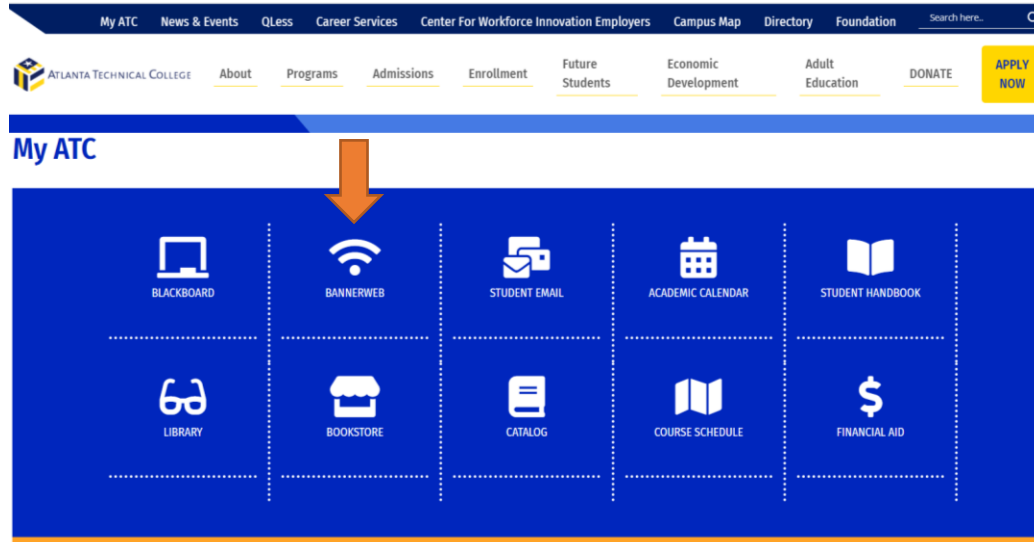 My ATC News & Events QLess Career Services Center For Workforce Innovation Employers Campus Map Directory Foundation Search here..
ATLANTA TECHNICAL COLLEGE About Programs Admissions Enrollment Future Students Economic Development Adult Education DONATE APPLY NOW
My ATC
BLACKBOARD BANNERWEB STUDENT EMAIL ACADEMIC CALENDAR STUDENT HANDBOOK
LIBRARY BOOKSTORE CATALOG COURSE SCHEDULE FINANCIAL AID